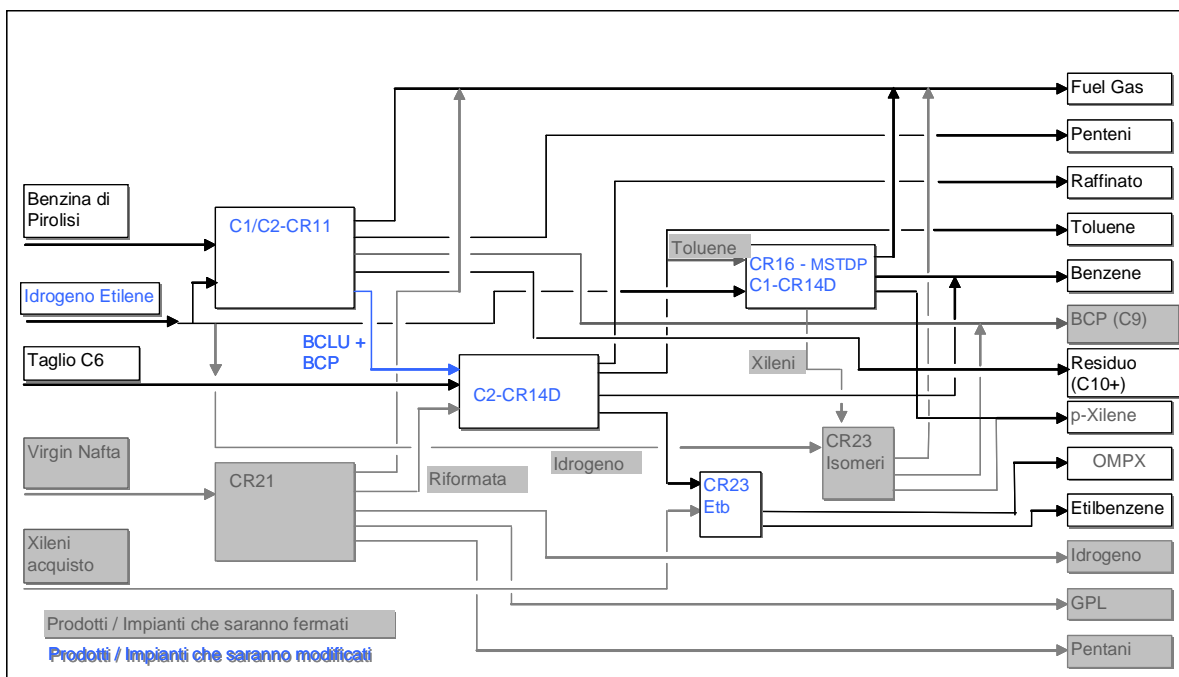 Fuel Gas
Penteni
Raffinato
Benzina di
Pirolisi
C1/C2-CR11
Toluene
Toluene
CR16 - MSTDP
C1-CR14D
Benzene
Idrogeno Etilene
BCP (C9)
BCLU +
BCP
Taglio C6
Xileni
Residuo
(C10+)
C2-CR14D
p-Xilene
Virgin Nafta
CR23
Isomeri
Idrogeno
OMPX
CR21
Riformata
CR23
Etb
Etilbenzene
Xileni
acquisto
Idrogeno
GPL
Prodotti / Impianti che saranno fermati
Prodotti / Impianti che saranno modificati
Pentani